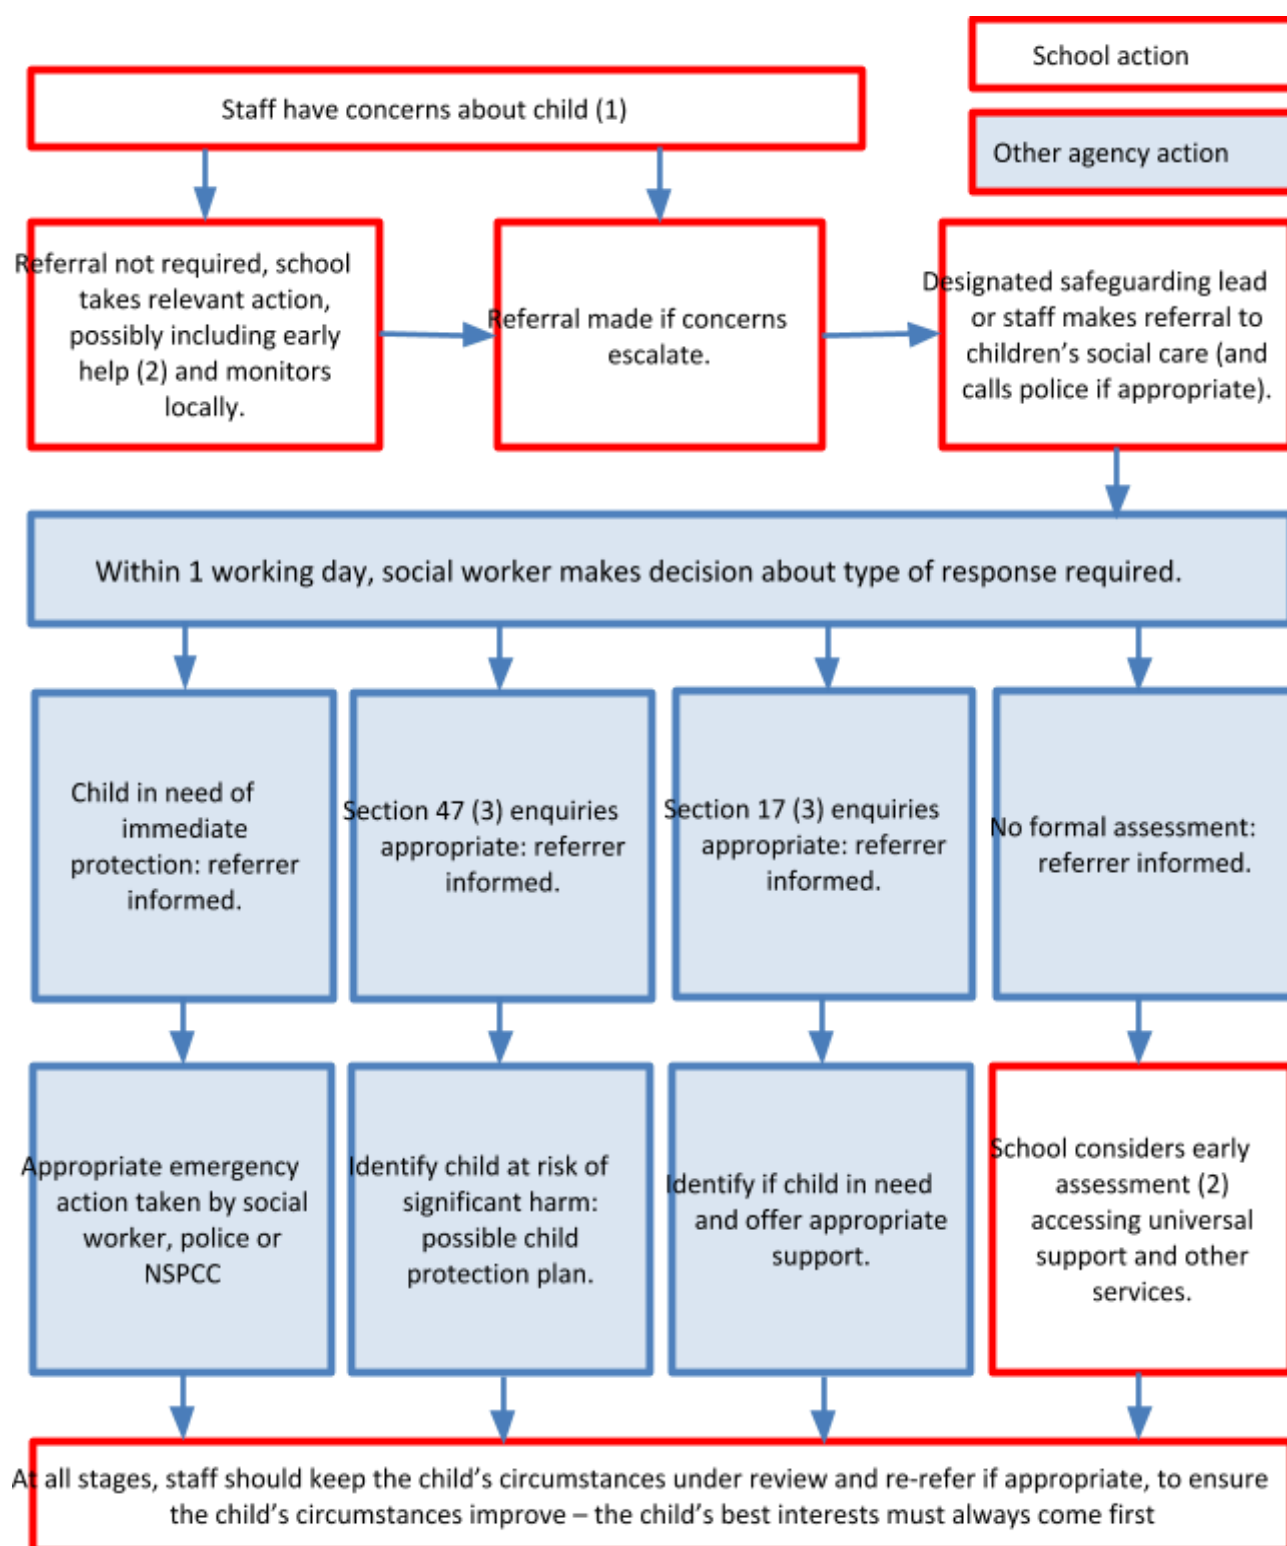 School action
Staff have concerns about child (1)
Other agency action
Referral not required, school
takes relevant action,
possibly including early
help (2) and monitors
locally.
Referral made if concerns
escalate.
Designated safeguarding lead
or staff makes referral to
children’s social care (and
calls police if appropriate).
Within 1 working day, social worker makes decision about type of response required.
Child in need of
immediate
protection: referrer
informed.
Section 47 (3) enquiries
appropriate: referrer
informed.
Section 17 (3) enquiries
appropriate: referrer
informed.
No formal assessment:
referrer informed.
Appropriate emergency
action taken by social
worker, police or
NSPCC
Identify child at risk of
significant harm:
possible child
protection plan.
Identify if child in need
and offer appropriate
support.
School considers early
assessment (2)
accessing universal
support and other
services.
At all stages, staff should keep the child’s circumstances under review and re-refer if appropriate, to ensure
the child’s circumstances improve – the child’s best interests must always come first